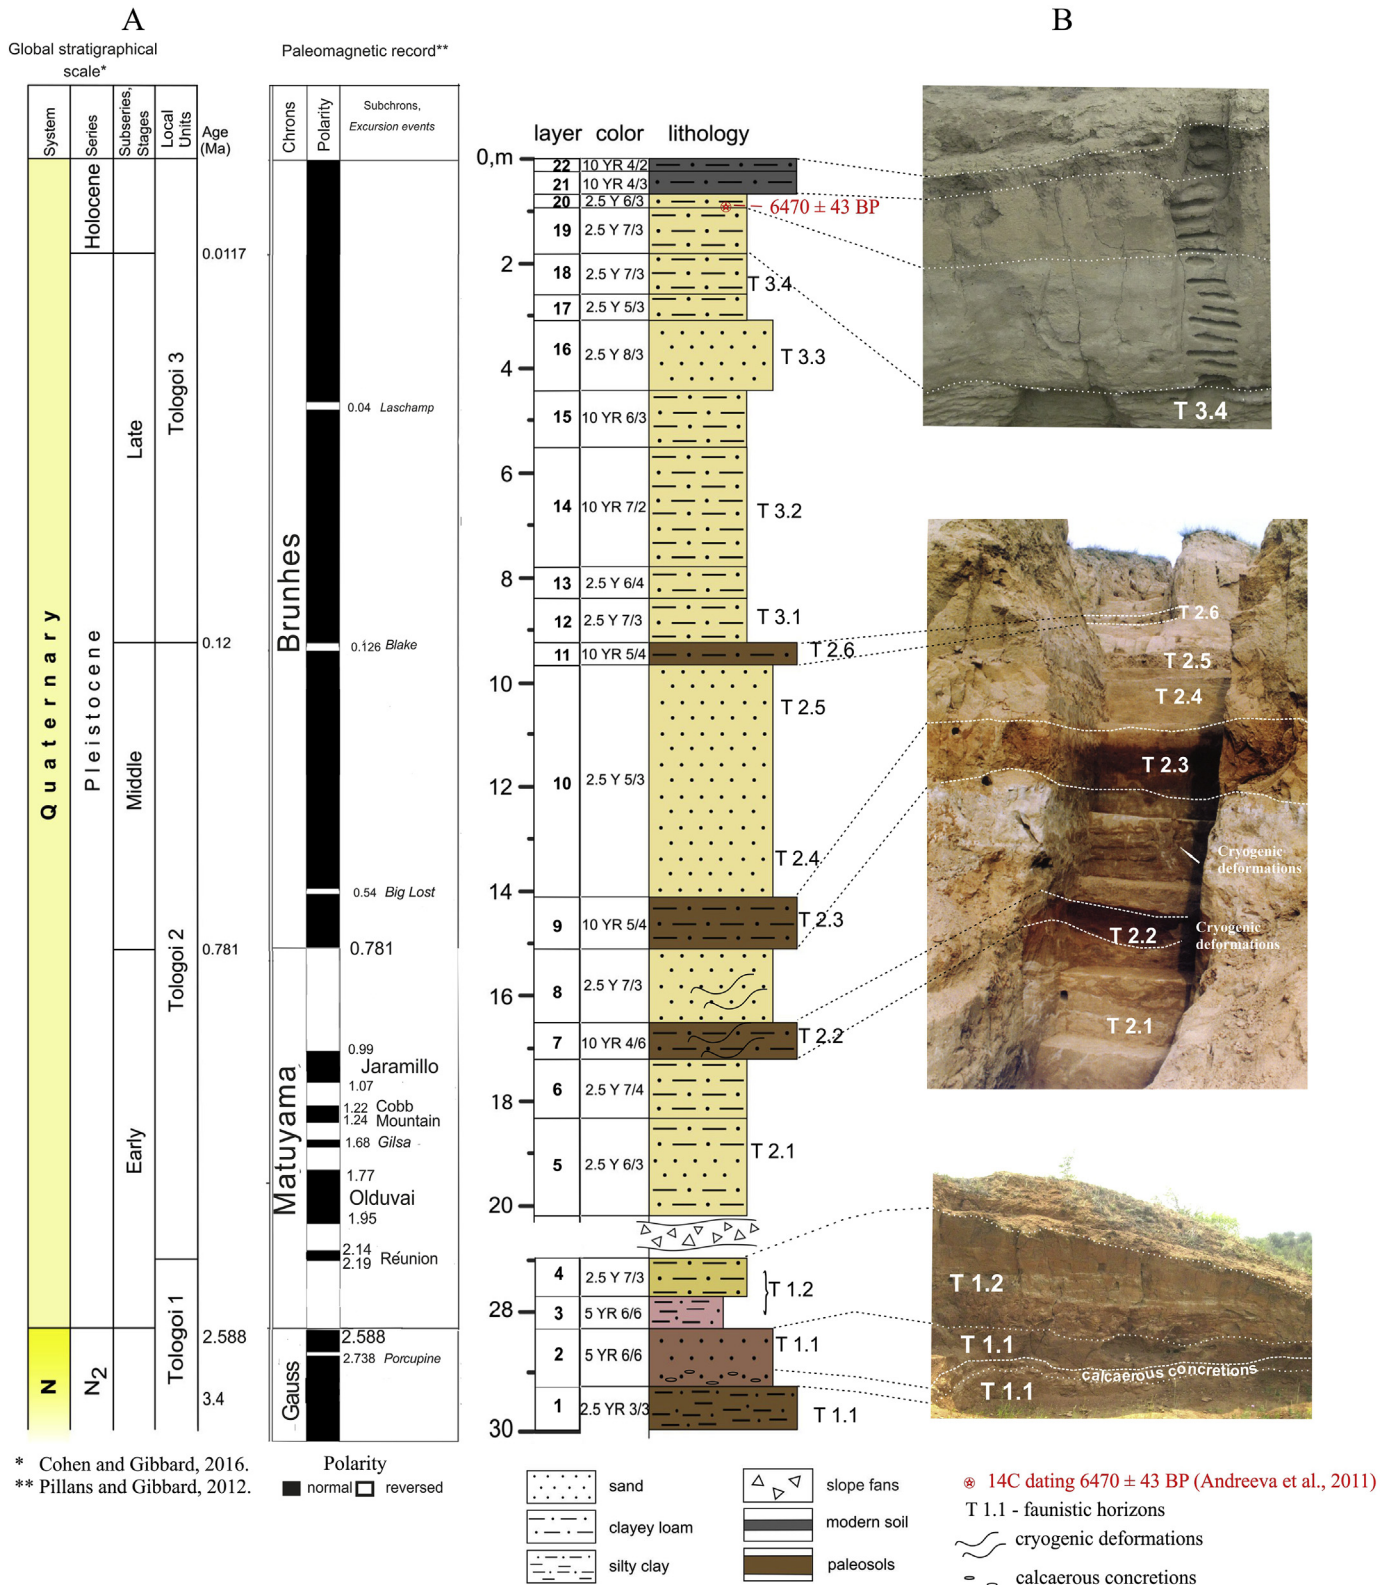 A
B
Global stratigraphical
scale*
Paleomagnetic record**
System
Series
Subseries,
Stages
Local
Units
Age
(Ma)
Chrons
Polarity
Subchrons,
Excursion events
Quaternary
N
Holocene
Pleistocene
N2
Late
Middle
Early
Tologoi 3
Tologoi 2
Tologoi 1
0.0117
0.12
0.781
2.588
3.4
Brunhes
Matuyama
Gauss
0.04 Laschamp
0.126 Blake
0.54 Big Lost
0.781
0.99
Jaramillo
1.07
1.22 Cobb
1.24 Mountain
1.68 Gilsa
1.77
Olduvai
1.95
2.14
2.19 Réunion
2.588
2.738 Porcupine
layer color lithology
0,m
2
4
6
8
10
12
14
16
18
20
28
30
22 10 YR 4/2
21 10 YR 4/3
20 2.5 Y 6/3
6470 ± 43 BP
19 2.5 Y 7/3
18 2.5 Y 7/3
T 3.4
17 2.5 Y 5/3
16 2.5 Y 8/3
T 3.3
15 10 YR 6/3
14 10 YR 7/2
T 3.2
13 2.5 Y 6/4
12 2.5 Y 7/3
T 3.1
11 10 YR 5/4
T 2.6
T 2.5
10 2.5 Y 5/3
T 2.4
9 10 YR 5/4
T 2.3
8 2.5 Y 7/3
7 10 YR 4/6
T 2.2
6 2.5 Y 7/4
5 2.5 Y 6/3
T 2.1
4 2.5 Y 7/3
T 1.2
3 5 YR 6/6
2 5 YR 6/6
T 1.1
1 2.5 YR 3/3
T 1.1
T 3.4
T 2.6
T 2.5
T 2.4
T 2.3
Cryogenic
deformations
T 2.2
Cryogenic
deformations
T 2.1
T 1.2
T 1.1
calcaerous concretions
T 1.1
* Cohen and Gibbard, 2016.
** Pillans and Gibbard, 2012.
Polarity
normal
reversed
sand
clayey loam
silty clay
slope fans
modern soil
paleosols
14C dating 6470 ± 43 BP (Andreeva et al., 2011)
T 1.1 - faunistic horizons
cryogenic deformations
calcaerous concretions